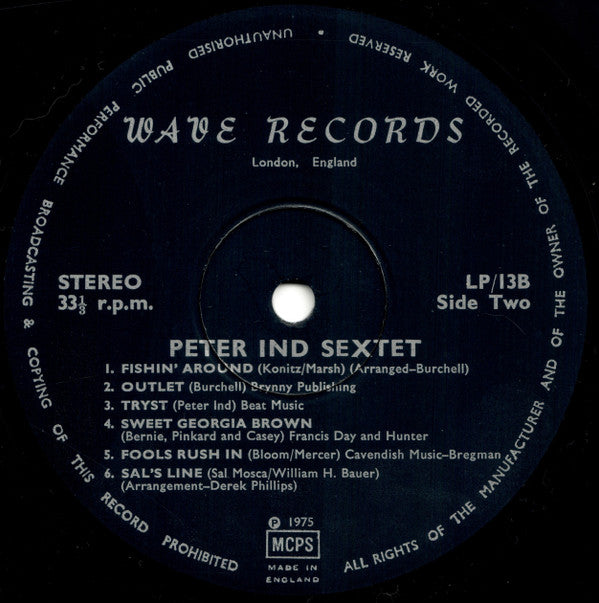 ALL RIGHTS OF THE MANUFACTURER AND OF THE OWNER OF THE RECORDED WORK RESERVED • UNAUTHORISED PUBLIC PERFORMANCE BROADCASTING & COPYING OF THIS RECORD PROHIBITED
WAVE RECORDS
London, England
STEREO
33⅓ r.p.m.
LP/13B
Side Two
PETER IND SEXTET
1. FISHIN' AROUND (Konitz/Marsh) (Arranged–Burchell)
2. OUTLET (Burchell) Brynny Publishing
3. TRYST (Peter Ind) Beat Music
4. SWEET GEORGIA BROWN
(Bernie, Pinkard and Casey) Francis Day and Hunter
5. FOOLS RUSH IN (Bloom/Mercer) Cavendish Music–Bregman
6. SAL'S LINE (Sal Mosca/William H. Bauer)
(Arrangement–Derek Phillips)
℗ 1975
MCPS
MADE IN
ENGLAND